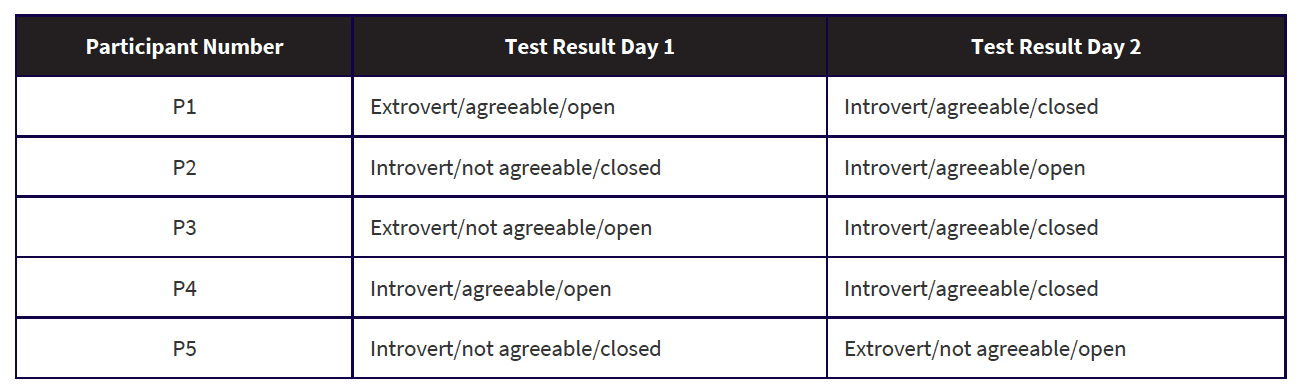 Participant Number Test Result Day 1 Test Result Day 2
P1 Extrovert/agreeable/open Introvert/agreeable/closed
P2 Introvert/not agreeable/closed Introvert/agreeable/open
P3 Extrovert/not agreeable/open Introvert/agreeable/closed
P4 Introvert/agreeable/open Introvert/agreeable/closed
P5 Introvert/not agreeable/closed Extrovert/not agreeable/open